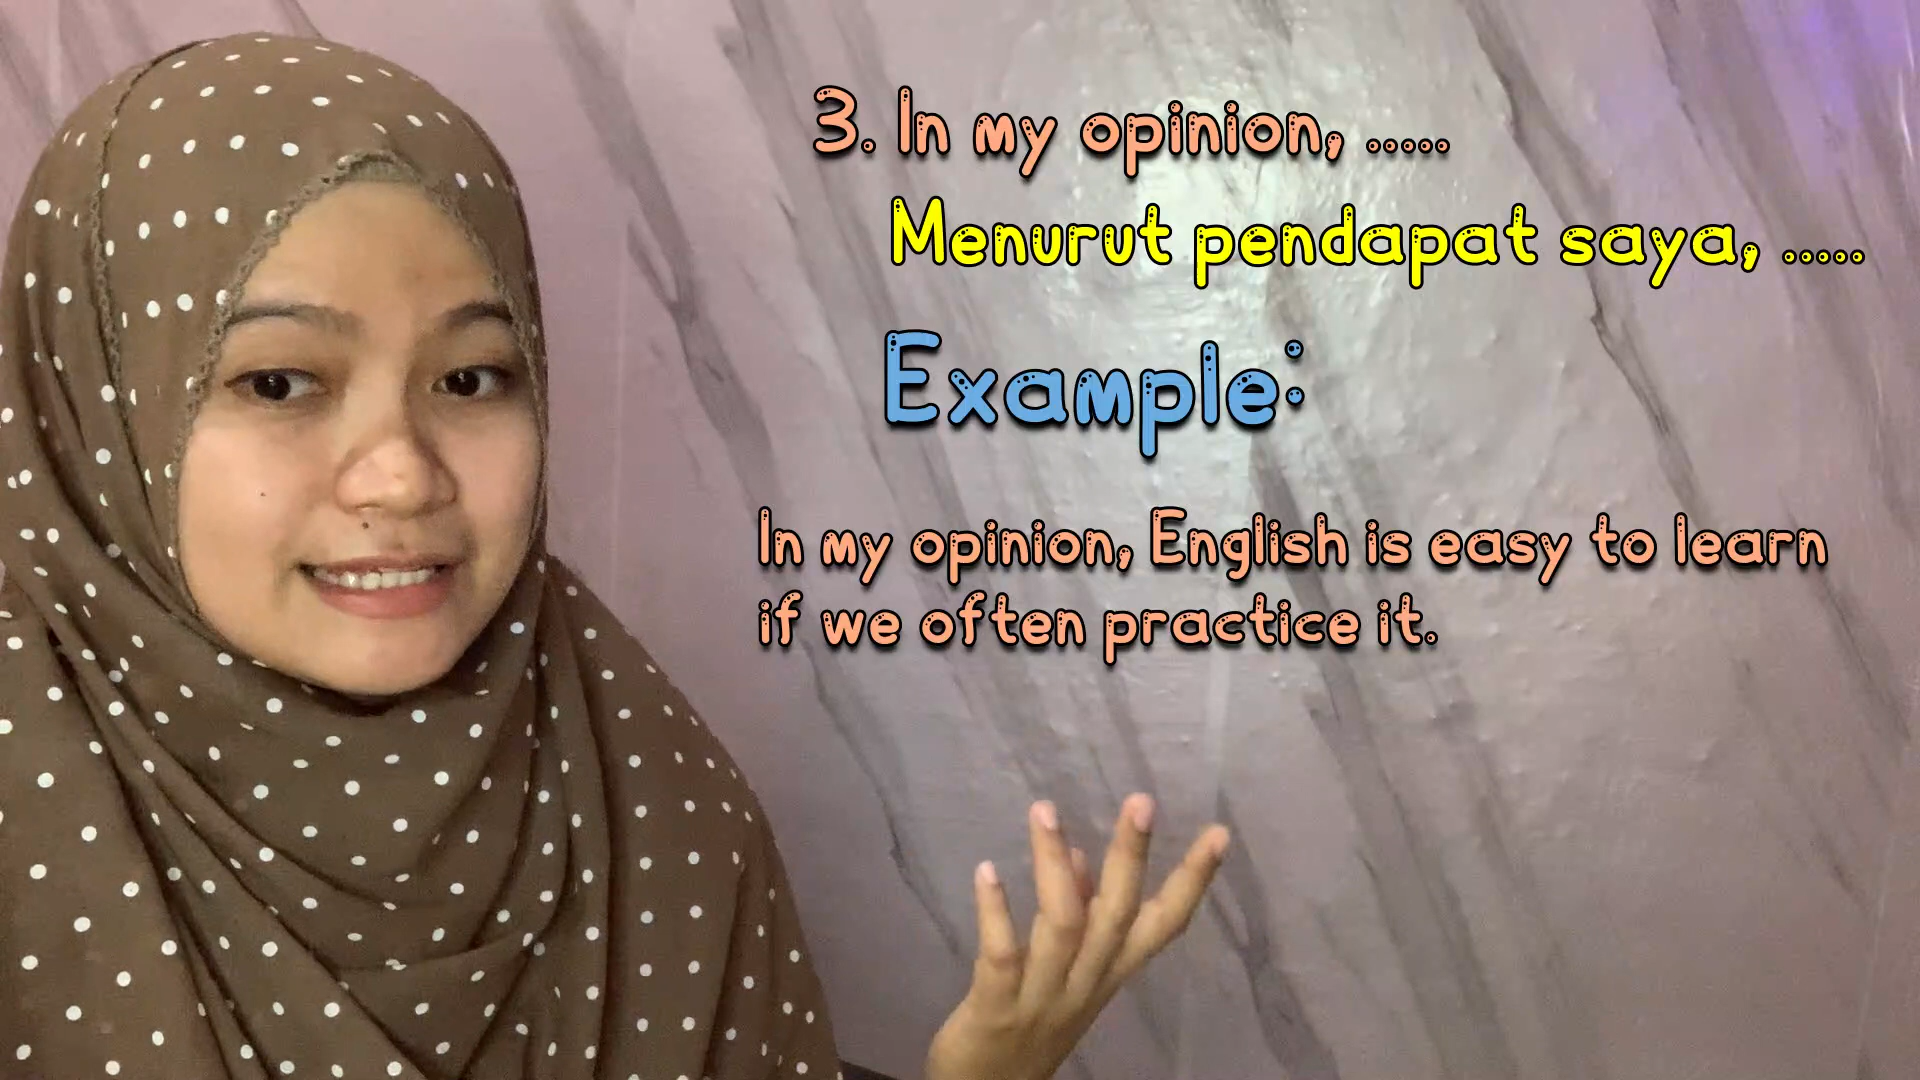 3. In my opinion, .....
Menurut pendapat saya, .....
Example:
In my opinion, English is easy to learn
if we often practice it.